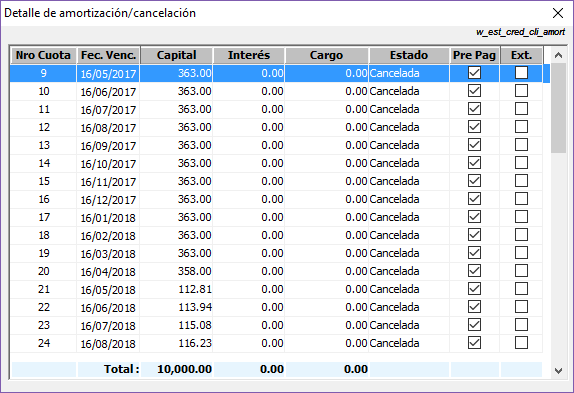 Detalle de amortización/cancelación
w_est_cred_cli_amort
Nro Cuota Fec. Venc. Capital Interés Cargo Estado Pre Pag Ext.
9 16/05/2017 363.00 0.00 0.00 Cancelada
10 16/06/2017 363.00 0.00 0.00 Cancelada
11 16/07/2017 363.00 0.00 0.00 Cancelada
12 16/08/2017 363.00 0.00 0.00 Cancelada
13 16/09/2017 363.00 0.00 0.00 Cancelada
14 16/10/2017 363.00 0.00 0.00 Cancelada
15 16/11/2017 363.00 0.00 0.00 Cancelada
16 16/12/2017 363.00 0.00 0.00 Cancelada
17 16/01/2018 363.00 0.00 0.00 Cancelada
18 16/02/2018 363.00 0.00 0.00 Cancelada
19 16/03/2018 363.00 0.00 0.00 Cancelada
20 16/04/2018 358.00 0.00 0.00 Cancelada
21 16/05/2018 112.81 0.00 0.00 Cancelada
22 16/06/2018 113.94 0.00 0.00 Cancelada
23 16/07/2018 115.08 0.00 0.00 Cancelada
24 16/08/2018 116.23 0.00 0.00 Cancelada
Total : 10,000.00 0.00 0.00